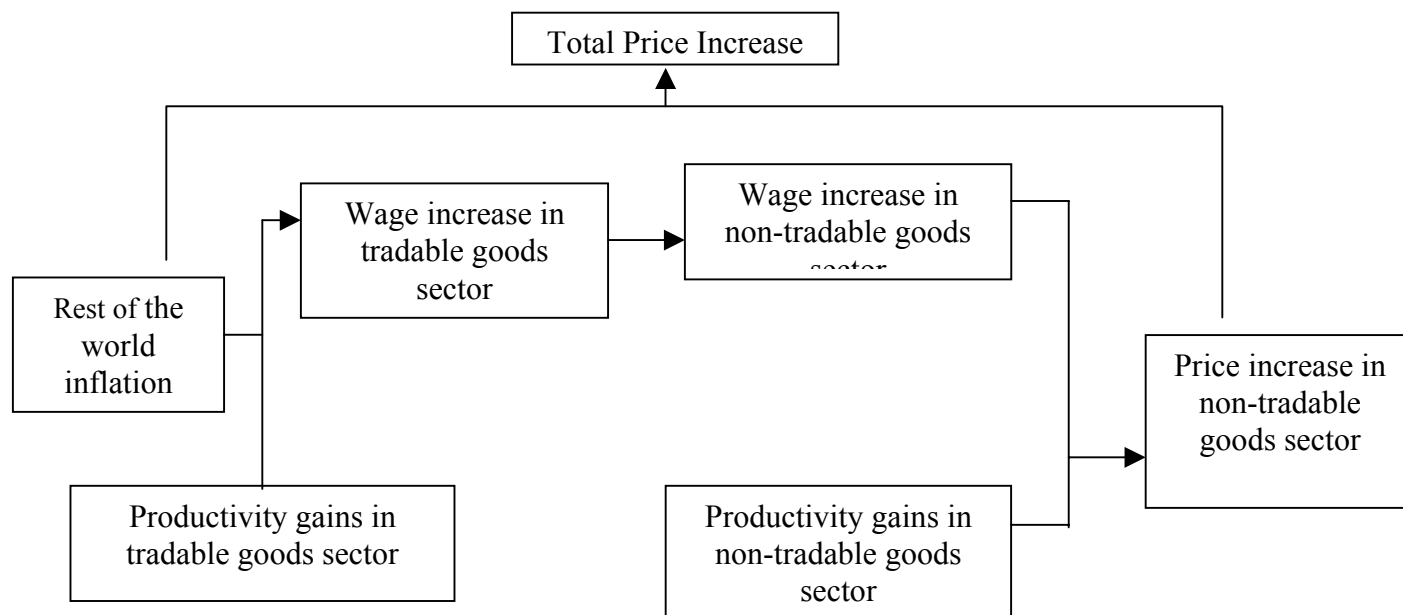 Total Price Increase
Wage increase in
tradable goods
sector
Wage increase in
non-tradable goods
sector
Rest of the
world
inflation
Price increase in
non-tradable
goods sector
Productivity gains in
tradable goods sector
Productivity gains in
non-tradable goods
sector